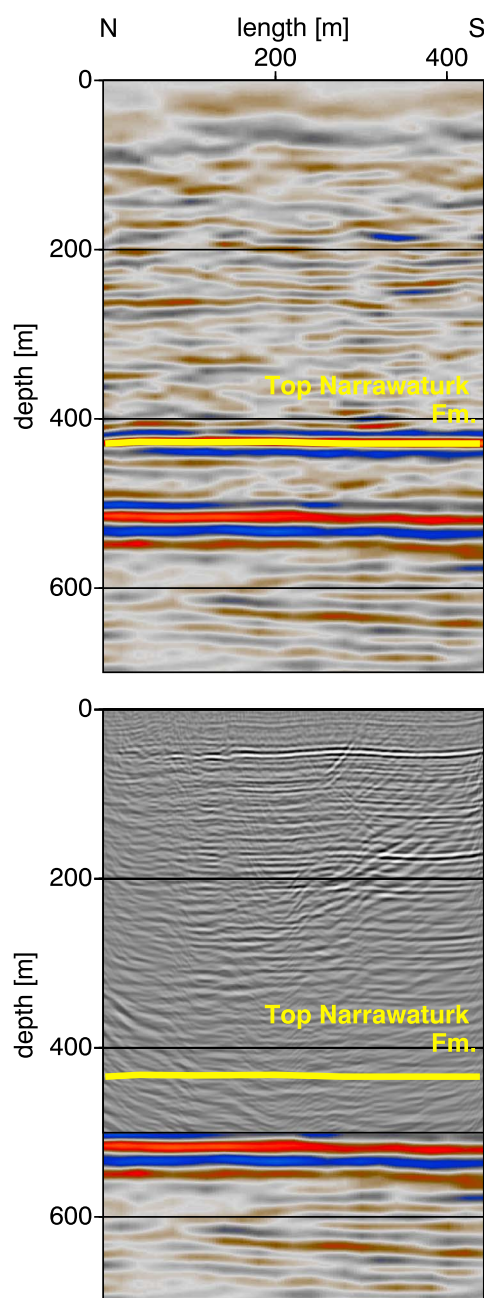 N length [m] S
200 400
0
200
Top Narrawaturk
Fm.
400
600
depth [m]
0
200
Top Narrawaturk
Fm.
400
600
depth [m]